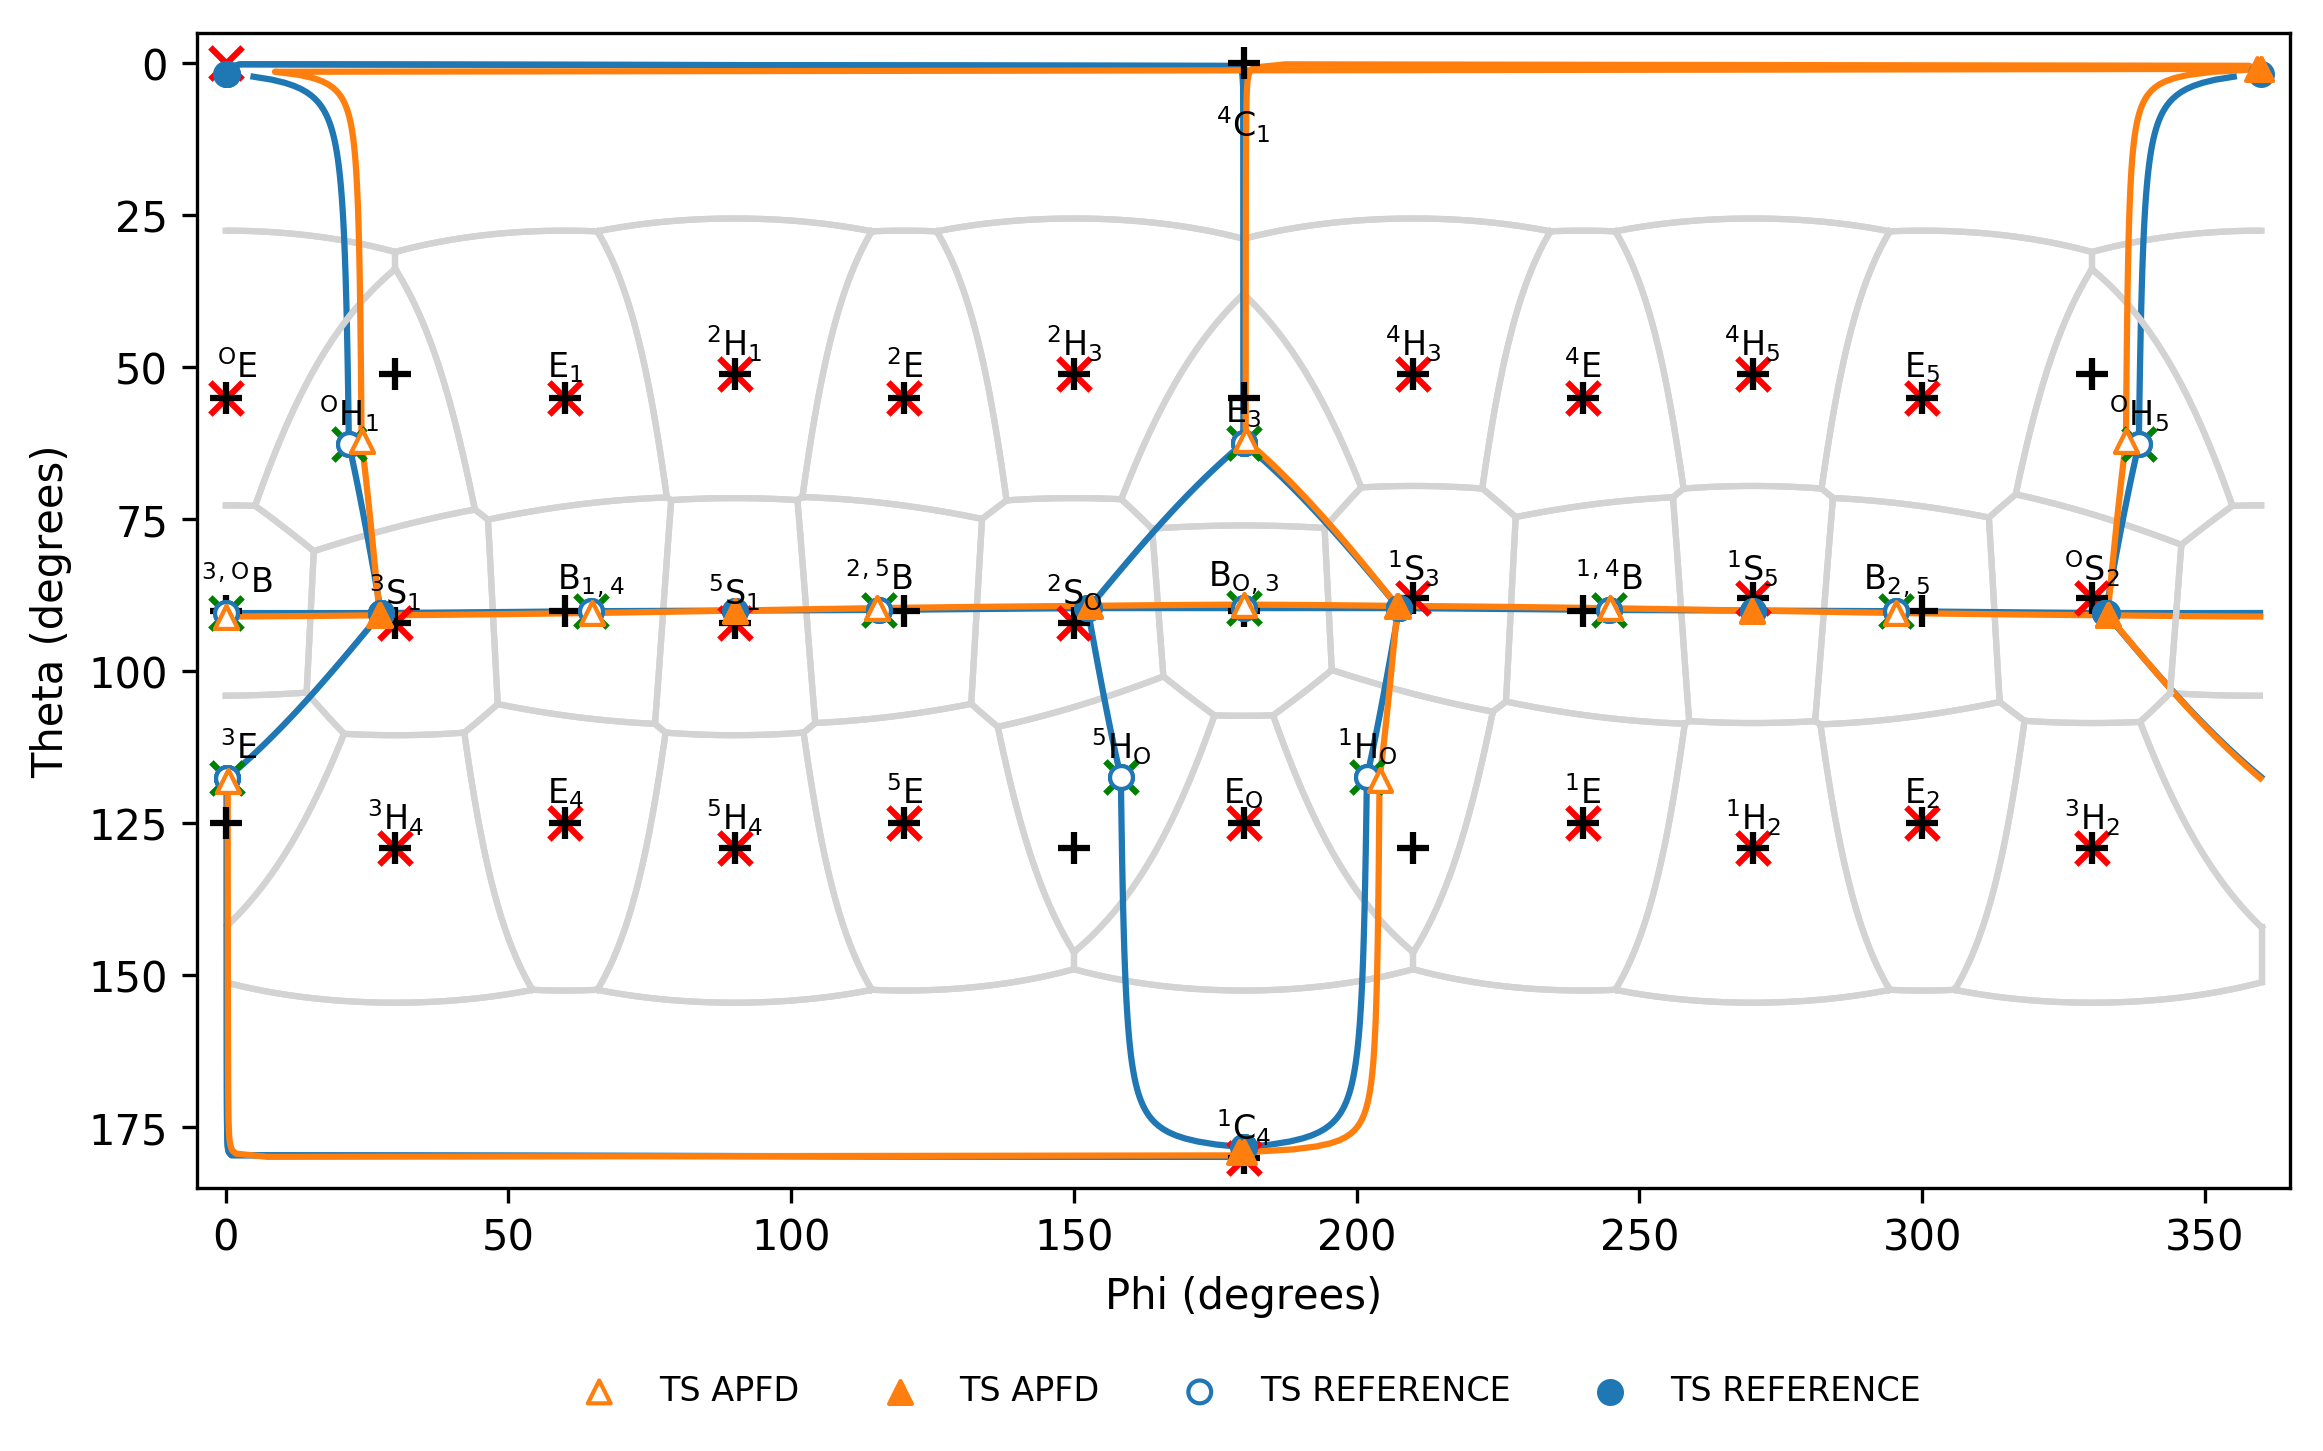 0
⁴C₁
25
²H₁ ²H₃ ⁴H₃ ⁴H₅
50 ᴼE E₁ ²E ⁴E E₅
ᴼH₁ E₃ ᴼH₅
75
³,ᴼB ³S₁ B₁,₄ ⁵S₁ ²,⁵B ²Sₒ Bₒ,₃ ¹S₃ ¹,⁴B ¹S₅ B₂,₅ ᴼS₂
100
³E ⁵Hₒ ¹Hₒ
125 ³H₄ E₄ ⁵H₄ ⁵E Eₒ ¹E ¹H₂ E₂ ³H₂
150
175 ¹C₄
Theta (degrees)
0 50 100 150 200 250 300 350
Phi (degrees)
TS APFD TS APFD TS REFERENCE TS REFERENCE